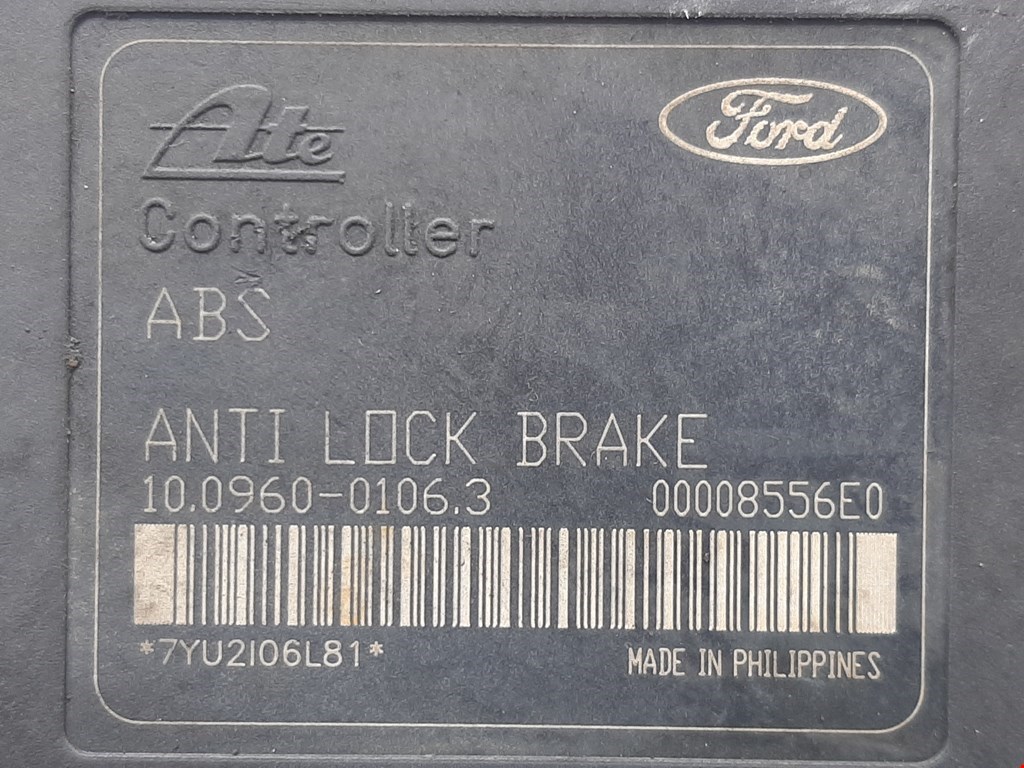 Ate
Ford
Controller
ABS
ANTI LOCK BRAKE
10.0960-0106.3 00008556E0
*7YU2I06L81*
MADE IN PHILIPPINES